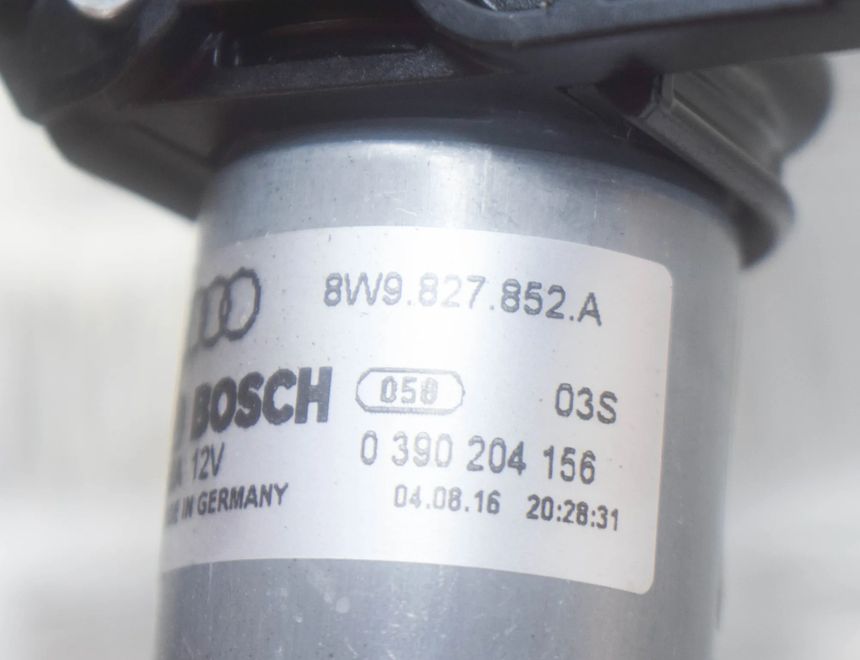 8W9.827.852.A
BOSCH 058 03S
12V 0 390 204 156
IN GERMANY 04.08.16 20:28:31